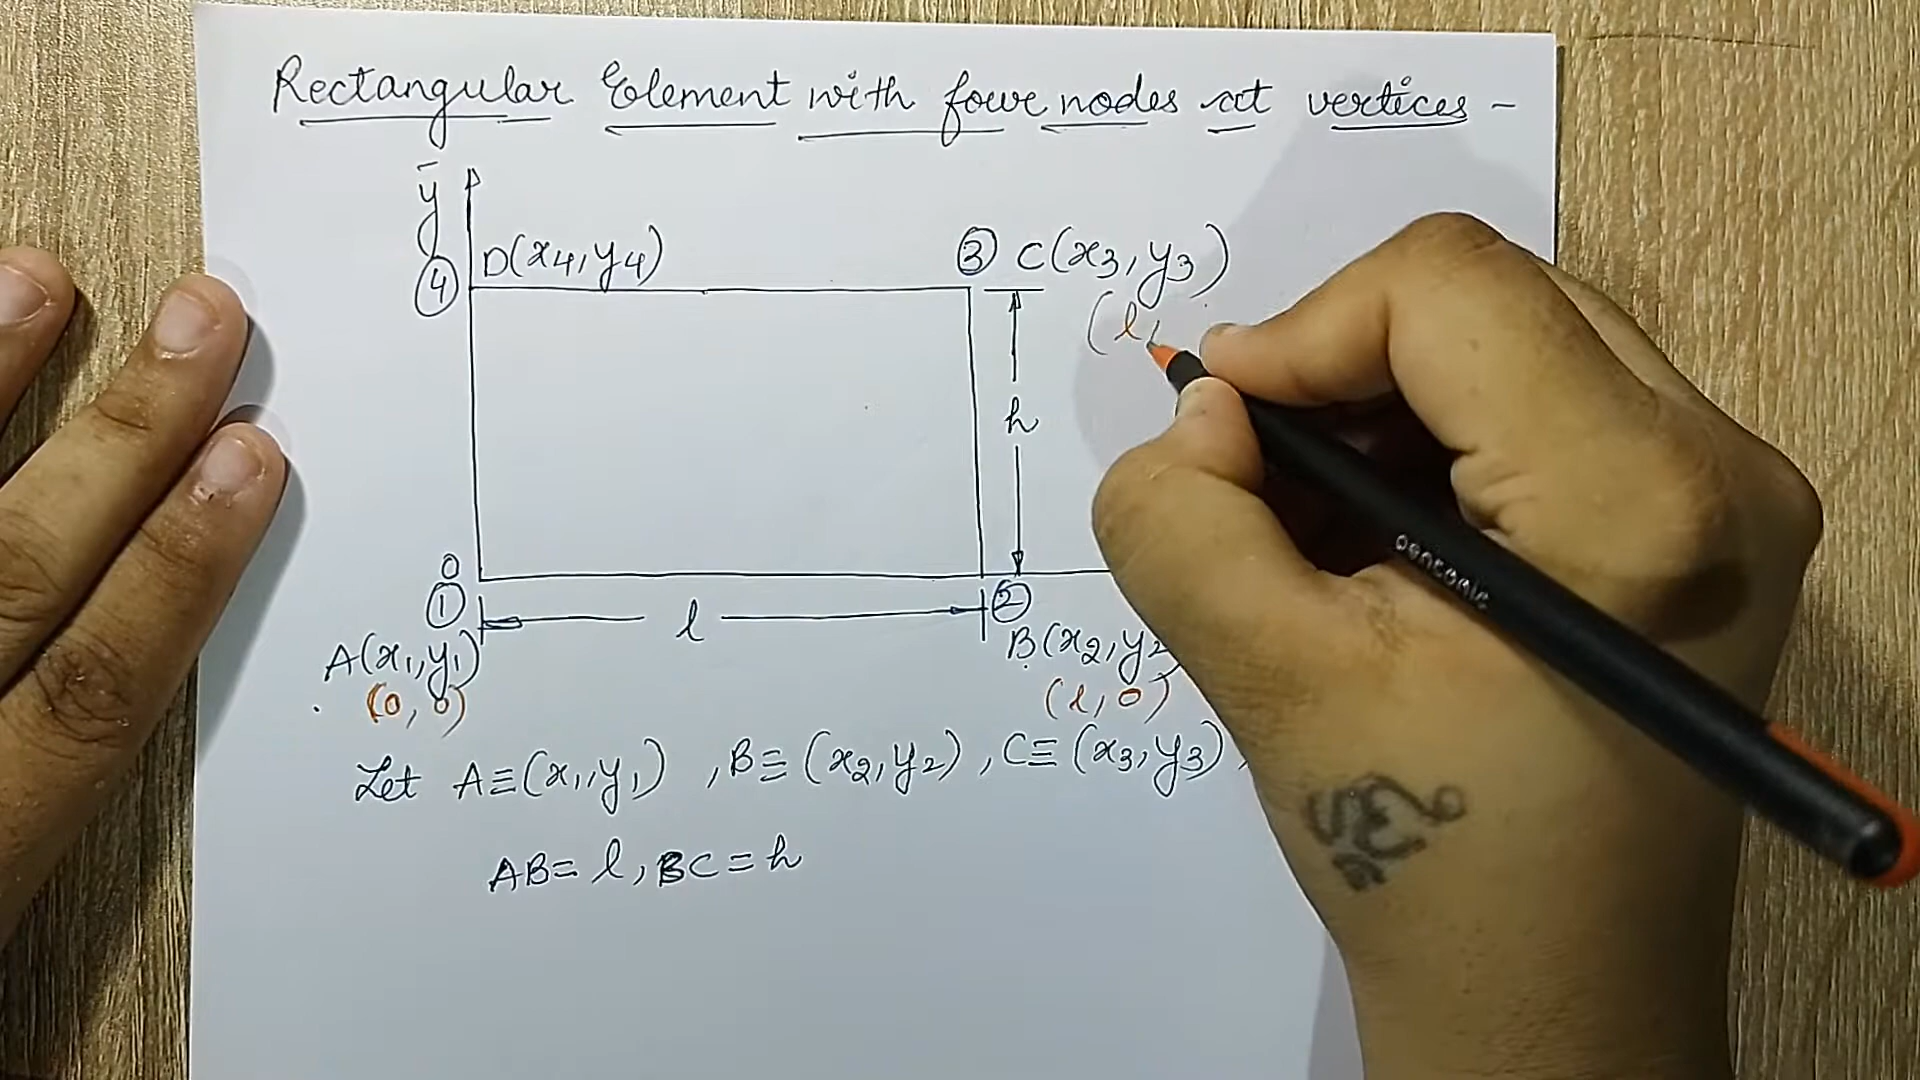 Rectangular Element with four nodes at vertices -
ȳ
④ D(x4, y4) ③ C(x3, y3)
(l,
h
0
① ②
l
A(x1, y1) B(x2, y2
(0, 0) (l, 0)
Let A≡(x1, y1) , B≡ (x2, y2) , C≡ (x3, y3) ,
AB = l, BC = h